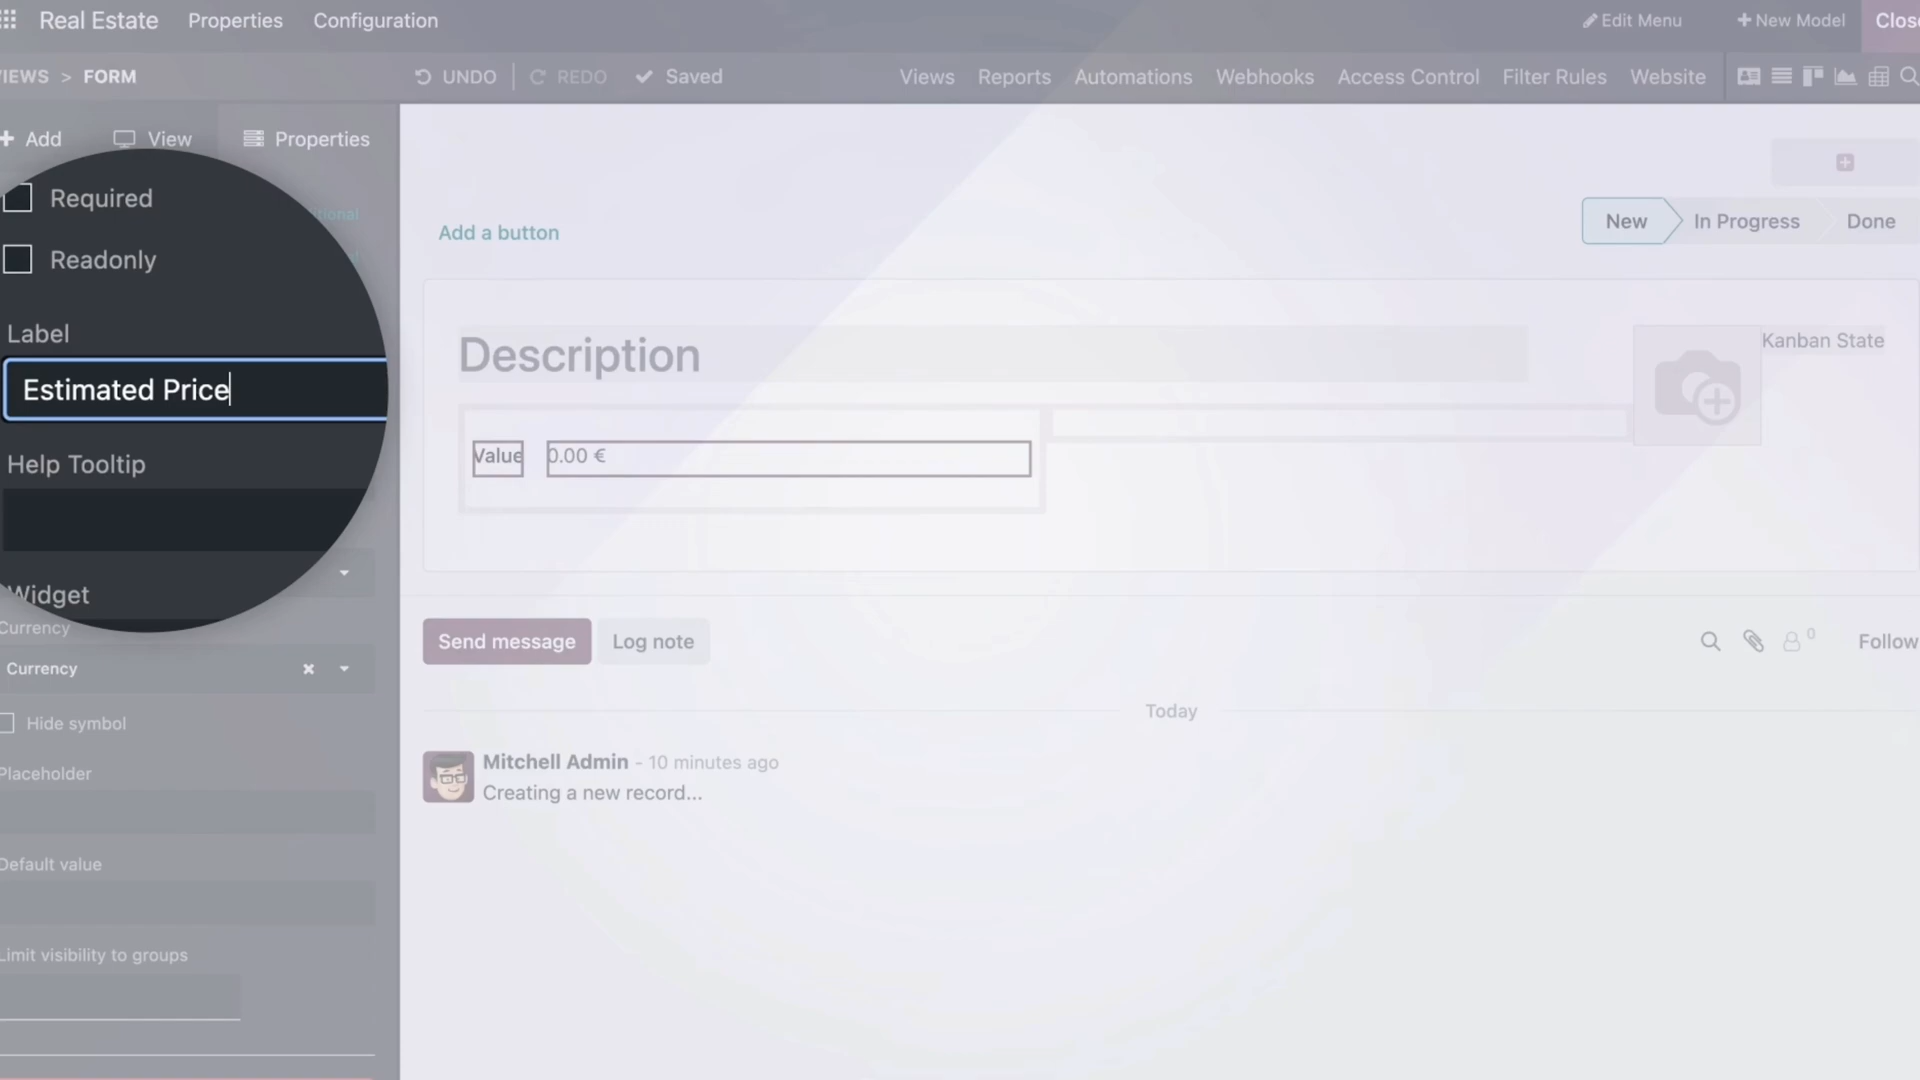 Real Estate Properties Configuration Edit Menu New Model
> FORM UNDO REDO Saved Views Reports Automations Webhooks Access Control Filter Rules Website
Add View Properties
Required
Readonly
Add a button
New In Progress Done
Label
Estimated Price
Description
Kanban State
Value 0.00 €
Help Tooltip
Widget
Currency
Currency
Hide symbol
Placeholder
Default value
Limit visibility to groups
Send message Log note 0 Follow
Today
Mitchell Admin - 10 minutes ago
Creating a new record...